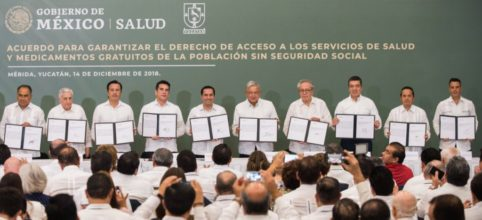 GOBIERNO DE
MÉXICO
SALUD
ACUERDO PARA GARANTIZAR EL DERECHO DE ACCESO A LOS SERVICIOS DE SALUD
Y MEDICAMENTOS GRATUITOS DE LA POBLACIÓN SIN SEGURIDAD SOCIAL
MÉRIDA, YUCATÁN, 14 DE DICIEMBRE DE 2018.